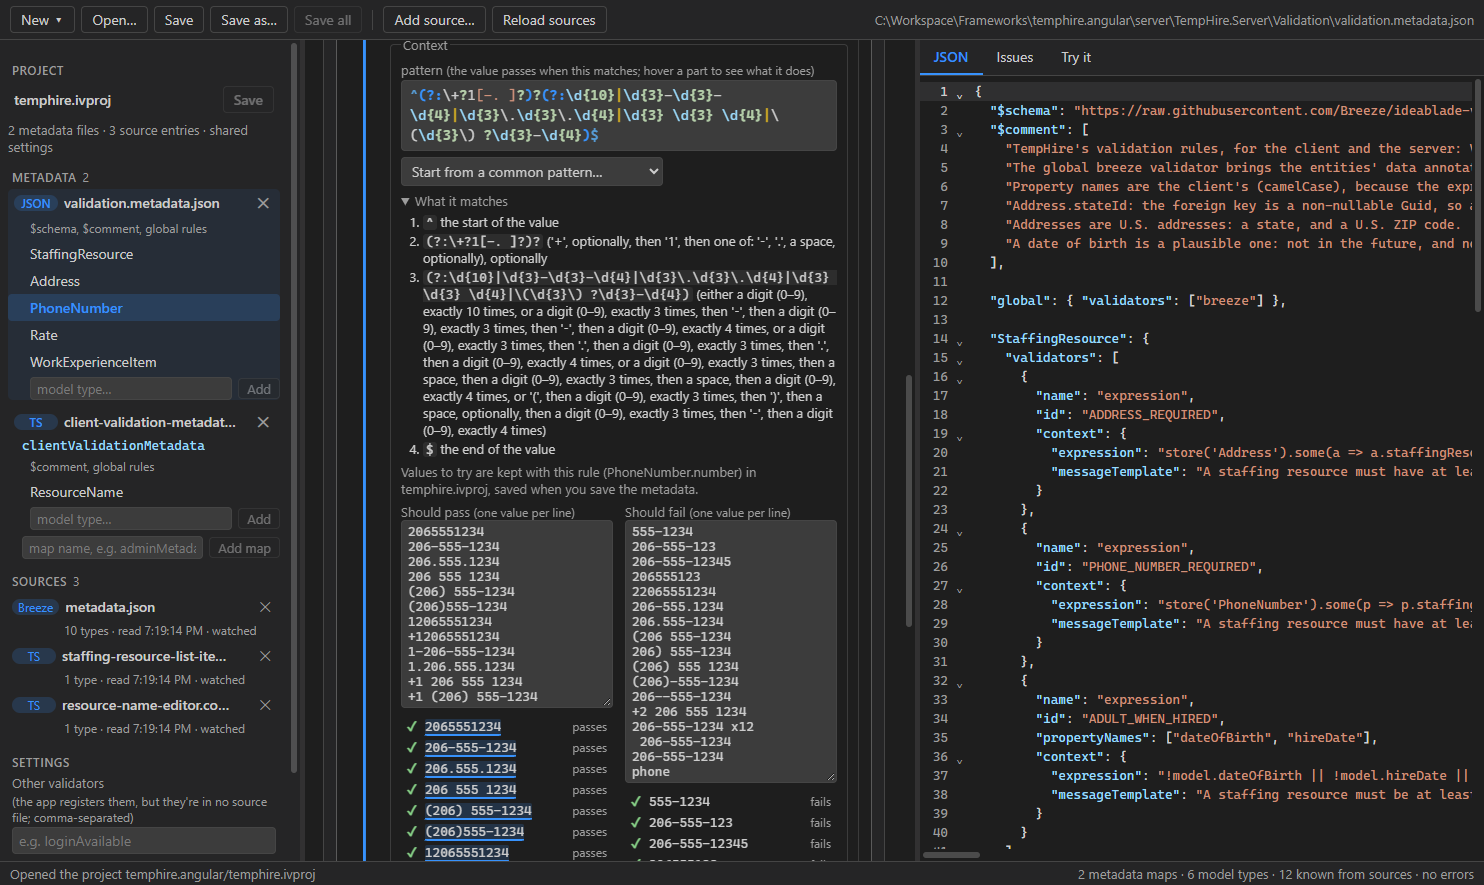 New ▾ Open... Save Save as... Save all Add source... Reload sources C:\Workspace\Frameworks\temphire.angular\server\TempHire.Server\Validation\validation.metadata.json
PROJECT
temphire.ivproj Save
2 metadata files · 3 source entries · shared
settings
METADATA 2
JSON validation.metadata.json ✕
$schema, $comment, global rules
StaffingResource
Address
PhoneNumber
Rate
WorkExperienceItem
model type... Add
TS client-validation-metadat... ✕
clientValidationMetadata
$comment, global rules
ResourceName
model type... Add
map name, e.g. adminMetada Add map
SOURCES 3
Breeze metadata.json ✕
10 types · read 7:19:14 PM · watched
TS staffing-resource-list-ite... ✕
1 type · read 7:19:14 PM · watched
TS resource-name-editor.co... ✕
1 type · read 7:19:14 PM · watched
SETTINGS
Other validators
(the app registers them, but they're in no source
file; comma-separated)
e.g. loginAvailable
Context
pattern (the value passes when this matches; hover a part to see what it does)
^(?:\+?1[-. ]?)?(?:\d{10}|\d{3}-\d{3}-
\d{4}|\d{3}\.\d{3}\.\d{4}|\d{3} \d{3} \d{4}|\
(\d{3}\) ?\d{3}-\d{4})$
Start from a common pattern...
▼ What it matches
1. ^ the start of the value
2. (?:\+?1[-. ]?)? ('+', optionally, then '1', then one of: '-', '.', a space,
optionally), optionally
3. (?:\d{10}|\d{3}-\d{3}-\d{4}|\d{3}\.\d{3}\.\d{4}|\d{3}
\d{3} \d{4}|\(\d{3}\) ?\d{3}-\d{4}) (either a digit (0–9),
exactly 10 times, or a digit (0–9), exactly 3 times, then '-', then a digit (0–
9), exactly 3 times, then '-', then a digit (0–9), exactly 4 times, or a digit
(0–9), exactly 3 times, then '.', then a digit (0–9), exactly 3 times, then '.',
then a digit (0–9), exactly 4 times, or a digit (0–9), exactly 3 times, then a
space, then a digit (0–9), exactly 3 times, then a space, then a digit (0–9),
exactly 4 times, or '(', then a digit (0–9), exactly 3 times, then ')', then a
space, optionally, then a digit (0–9), exactly 3 times, then '-', then a digit
(0–9), exactly 4 times)
4. $ the end of the value
Values to try are kept with this rule (PhoneNumber.number) in
temphire.ivproj, saved when you save the metadata.
Should pass (one value per line)
2065551234
206-555-1234
206.555.1234
206 555 1234
(206) 555-1234
(206)555-1234
12065551234
+12065551234
1-206-555-1234
1.206.555.1234
+1 206 555 1234
+1 (206) 555-1234
✓ 2065551234 passes
✓ 206-555-1234 passes
✓ 206.555.1234 passes
✓ 206 555 1234 passes
✓ (206) 555-1234 passes
✓ (206)555-1234 passes
✓ 12065551234 passes
Should fail (one value per line)
555-1234
206-555-123
206-555-12345
206555123
22065551234
206-555.1234
206.555-1234
(206 555-1234
206) 555-1234
(206) 555 1234
(206)-555-1234
206--555-1234
+2 206 555 1234
206-555-1234 x12
206-555-1234
206-555-1234
phone
✓ 555-1234 fails
✓ 206-555-123 fails
✓ 206-555-12345 fails
JSON Issues Try it
1 {
2 "$schema": "https://raw.githubusercontent.com/Breeze/ideablade-
3 "$comment": [
4 "TempHire's validation rules, for the client and the server:
5 "The global breeze validator brings the entities' data annotat
6 "Property names are the client's (camelCase), because the exp
7 "Address.stateId: the foreign key is a non-nullable Guid, so a
8 "Addresses are U.S. addresses: a state, and a U.S. ZIP code.
9 "A date of birth is a plausible one: not in the future, and n
10 ],
11
12 "global": { "validators": ["breeze"] },
13
14 "StaffingResource": {
15 "validators": [
16 {
17 "name": "expression",
18 "id": "ADDRESS_REQUIRED",
19 "context": {
20 "expression": "store('Address').some(a => a.staffingRes
21 "messageTemplate": "A staffing resource must have at lea
22 }
23 },
24 {
25 "name": "expression",
26 "id": "PHONE_NUMBER_REQUIRED",
27 "context": {
28 "expression": "store('PhoneNumber').some(p => p.staffing
29 "messageTemplate": "A staffing resource must have at lea
30 }
31 },
32 {
33 "name": "expression",
34 "id": "ADULT_WHEN_HIRED",
35 "propertyNames": ["dateOfBirth", "hireDate"],
36 "context": {
37 "expression": "!model.dateOfBirth || !model.hireDate ||
38 "messageTemplate": "A staffing resource must be at least
39 }
40 }
Opened the project temphire.angular/temphire.ivproj 2 metadata maps · 6 model types · 12 known from sources · no errors